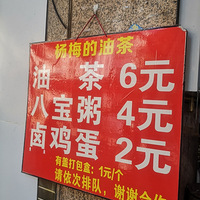 杨梅的油茶
油茶 6元
八宝粥 4元
卤鸡蛋 2元
有盖打包盒：1元/个
请依次排队，谢谢合作